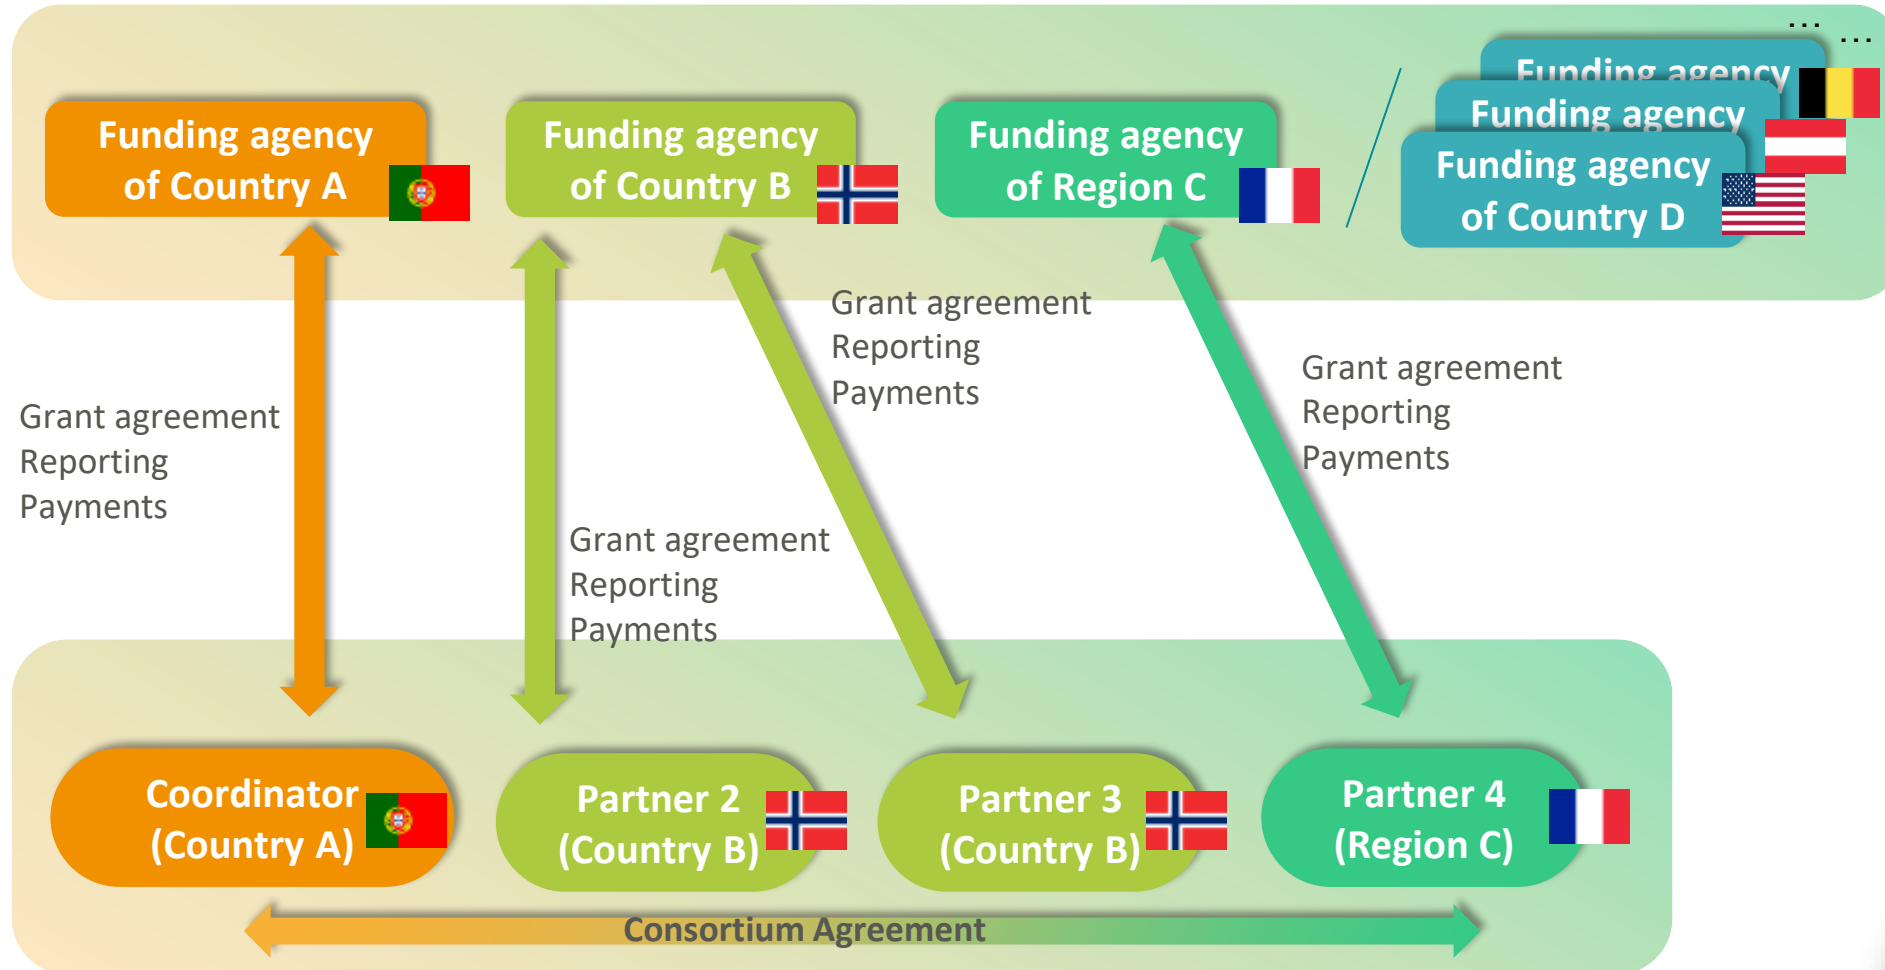 ...
...
Funding agency
Funding agency
Funding agency
of Country A
Funding agency
of Country B
Funding agency
of Region C
Funding agency
of Country D
Grant agreement
Reporting
Payments
Grant agreement
Reporting
Payments
Grant agreement
Reporting
Payments
Grant agreement
Reporting
Payments
Coordinator
(Country A)
Partner 2
(Country B)
Partner 3
(Country B)
Partner 4
(Region C)
Consortium Agreement